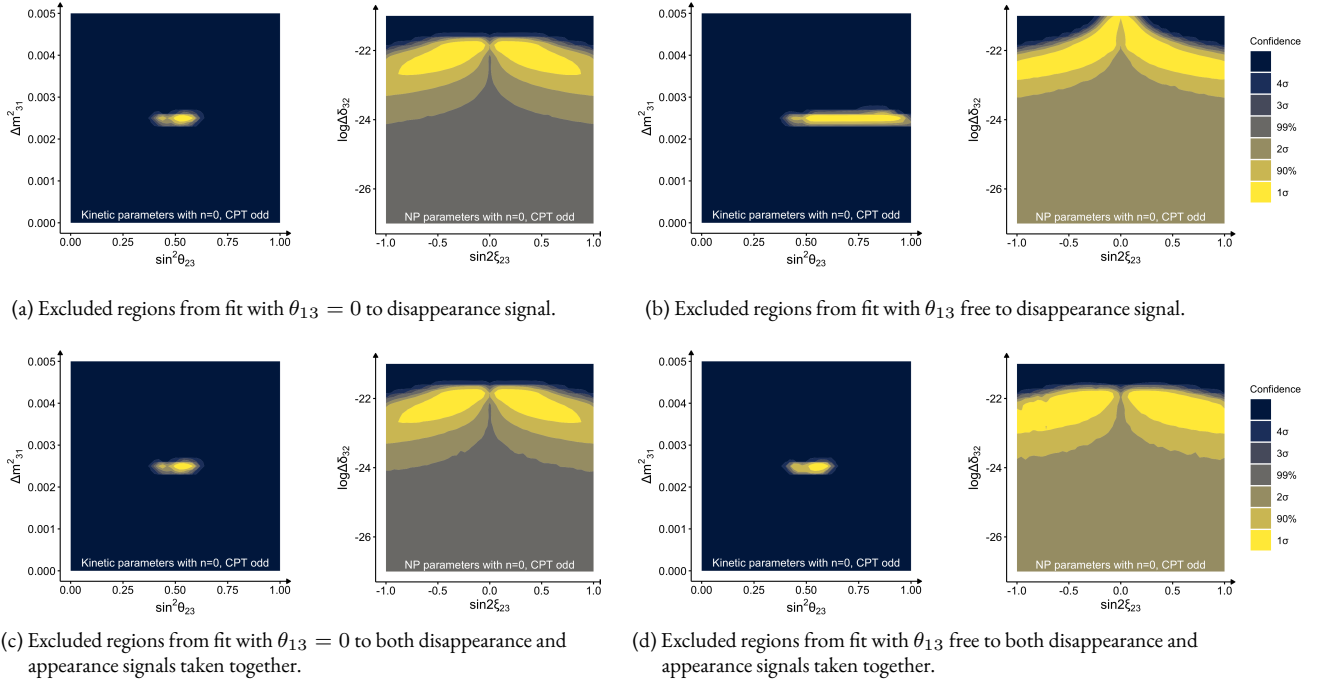 0.005
0.004
0.003
0.002
0.001
0.000
Δm²₃₁
0.00 0.25 0.50 0.75 1.00
sin²θ₂₃
Kinetic parameters with n=0, CPT odd
-22
-24
-26
logΔδ̃₃₂
-1.0 -0.5 0.0 0.5 1.0
sin2ξ₂₃
NP parameters with n=0, CPT odd
(a) Excluded regions from fit with θ₁₃ = 0 to disappearance signal.
0.005
0.004
0.003
0.002
0.001
0.000
Δm²₃₁
0.00 0.25 0.50 0.75 1.00
sin²θ₂₃
Kinetic parameters with n=0, CPT odd
-22
-24
-26
logΔδ̃₃₂
-1.0 -0.5 0.0 0.5 1.0
sin2ξ₂₃
NP parameters with n=0, CPT odd
Confidence
4σ
3σ
99%
2σ
90%
1σ
(b) Excluded regions from fit with θ₁₃ free to disappearance signal.
0.005
0.004
0.003
0.002
0.001
0.000
Δm²₃₁
0.00 0.25 0.50 0.75 1.00
sin²θ₂₃
Kinetic parameters with n=0, CPT odd
-22
-24
-26
logΔδ̃₃₂
-1.0 -0.5 0.0 0.5 1.0
sin2ξ₂₃
NP parameters with n=0, CPT odd
(c) Excluded regions from fit with θ₁₃ = 0 to both disappearance and
appearance signals taken together.
0.005
0.004
0.003
0.002
0.001
0.000
Δm²₃₁
0.00 0.25 0.50 0.75 1.00
sin²θ₂₃
Kinetic parameters with n=0, CPT odd
-22
-24
-26
logΔδ̃₃₂
-1.0 -0.5 0.0 0.5 1.0
sin2ξ₂₃
NP parameters with n=0, CPT odd
Confidence
4σ
3σ
99%
2σ
90%
1σ
(d) Excluded regions from fit with θ₁₃ free to both disappearance and
appearance signals taken together.